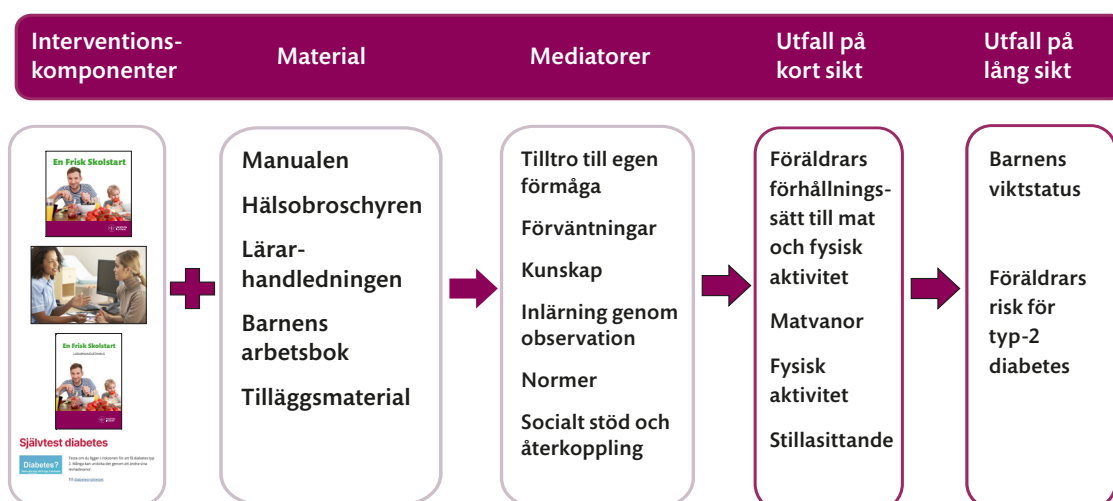 Interventions-
komponenter
Material
Mediatorer
Utfall på
kort sikt
Utfall på
lång sikt
En Frisk Skolstart
En Frisk Skolstart
Självtest diabetes
Diabetes?
Manualen
Hälsobroschyren
Lärar-
handledningen
Barnens
arbetsbok
Tilläggsmaterial
Tilltro till egen
förmåga
Förväntningar
Kunskap
Inlärning genom
observation
Normer
Socialt stöd och
återkoppling
Föräldrars
förhållnings-
sätt till mat
och fysisk
aktivitet
Matvanor
Fysisk
aktivitet
Stillasittande
Barnens
viktstatus
Föräldrars
risk för
typ-2
diabetes